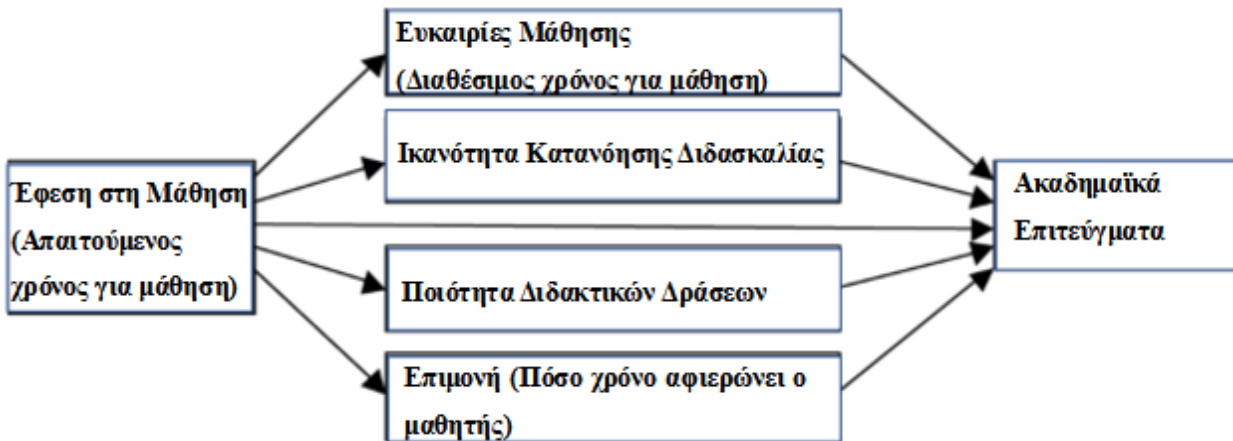 Έφεση στη Μάθηση
(Απαιτούμενος
χρόνος για μάθηση)
Ευκαιρίες Μάθησης
(Διαθέσιμος χρόνος για μάθηση)
Ικανότητα Κατανόησης Διδασκαλίας
Ποιότητα Διδακτικών Δράσεων
Επιμονή (Πόσο χρόνο αφιερώνει ο
μαθητής)
Ακαδημαϊκά
Επιτεύγματα